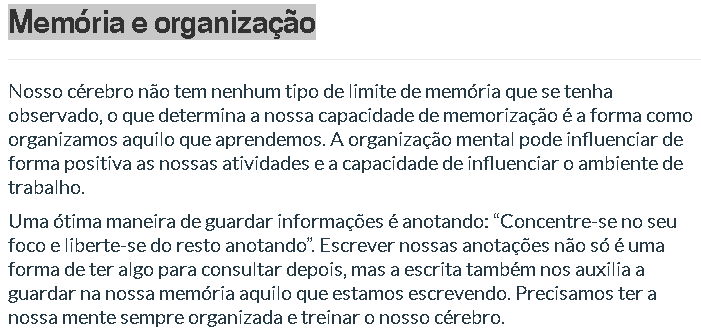 Memória e organização
Nosso cérebro não tem nenhum tipo de limite de memória que se tenha
observado, o que determina a nossa capacidade de memorização é a forma como
organizamos aquilo que aprendemos. A organização mental pode influenciar de
forma positiva as nossas atividades e a capacidade de influenciar o ambiente de
trabalho.
Uma ótima maneira de guardar informações é anotando: “Concentre-se no seu
foco e liberte-se do resto anotando”. Escrever nossas anotações não só é uma
forma de ter algo para consultar depois, mas a escrita também nos auxilia a
guardar na nossa memória aquilo que estamos escrevendo. Precisamos ter a
nossa mente sempre organizada e treinar o nosso cérebro.